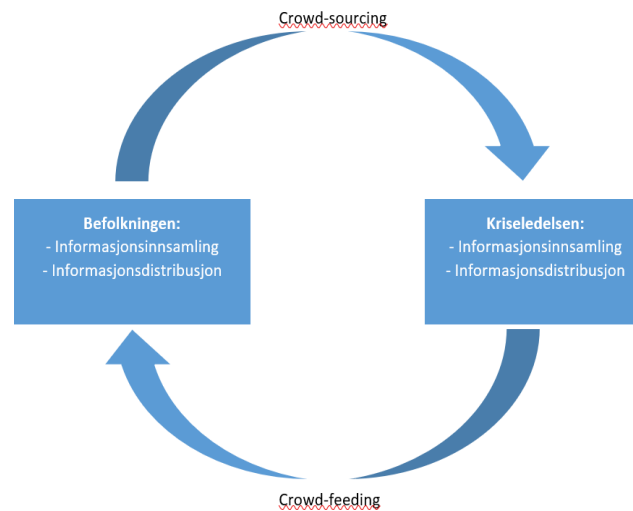 Crowd-sourcing
Befolkningen:
- Informasjonsinnsamling
- Informasjonsdistribusjon
Kriseledelsen:
- Informasjonsinnsamling
- Informasjonsdistribusjon
Crowd-feeding